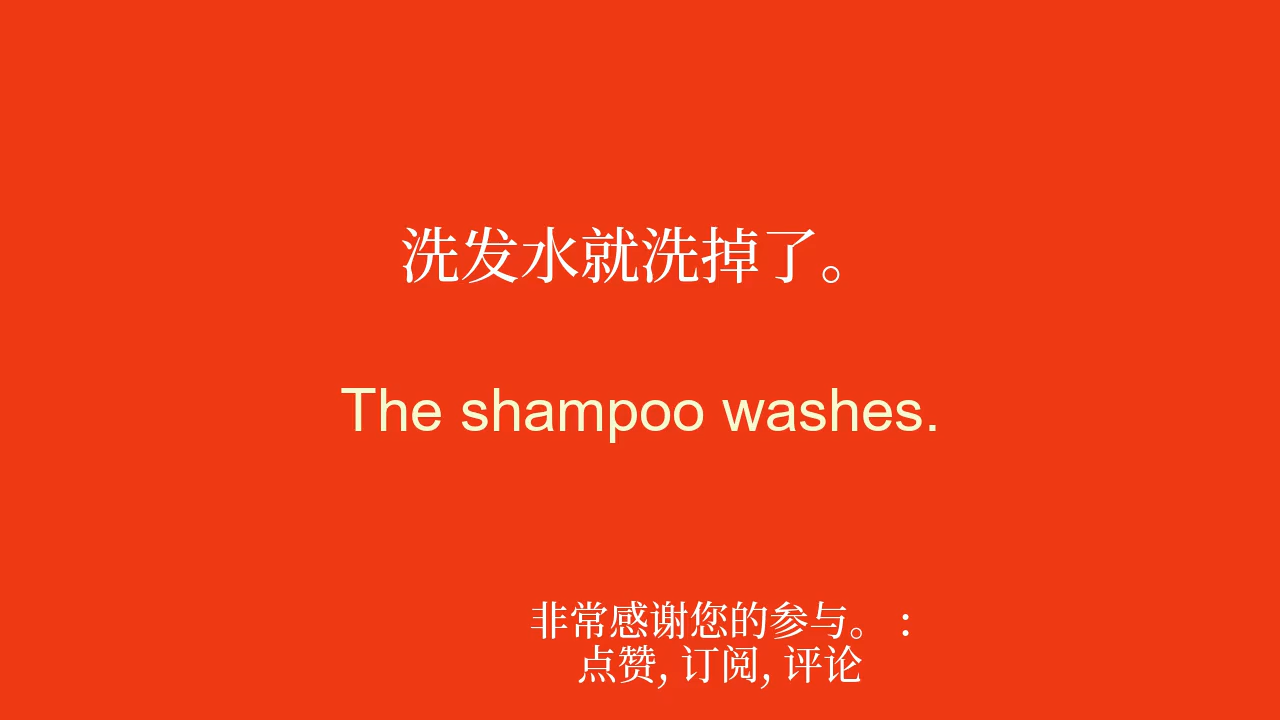 洗发水就洗掉了。
The shampoo washes.
非常感谢您的参与。 :
点赞, 订阅, 评论